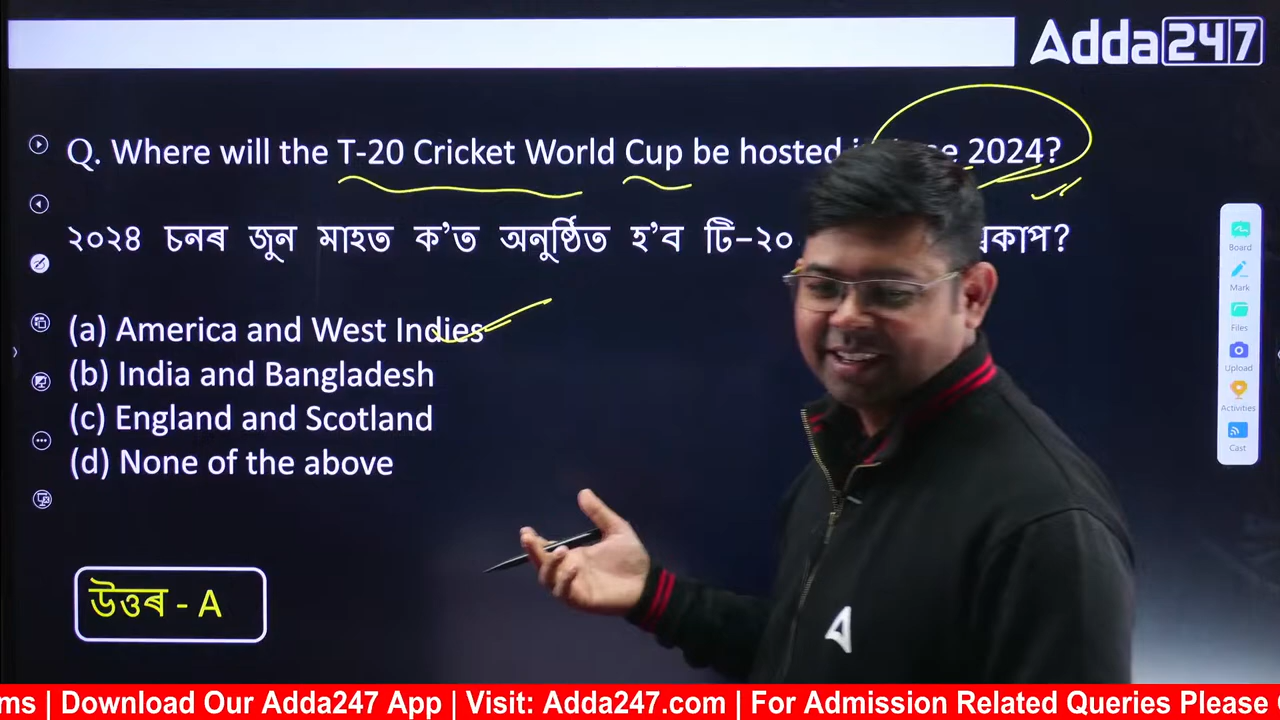 Adda247
Q. Where will the T-20 Cricket World Cup be hosted 2024?
২০২৪ চনৰ জুন মাহত ক’ত অনুষ্ঠিত হ’ব টি–২০
(a) America and West Indies
(b) India and Bangladesh
(c) England and Scotland
(d) None of the above
উত্তৰ - A
Board
Mark
Files
Upload
Activities
Cast
| Download Our Adda247 App | Visit: Adda247.com | For Admission Related Queries Please